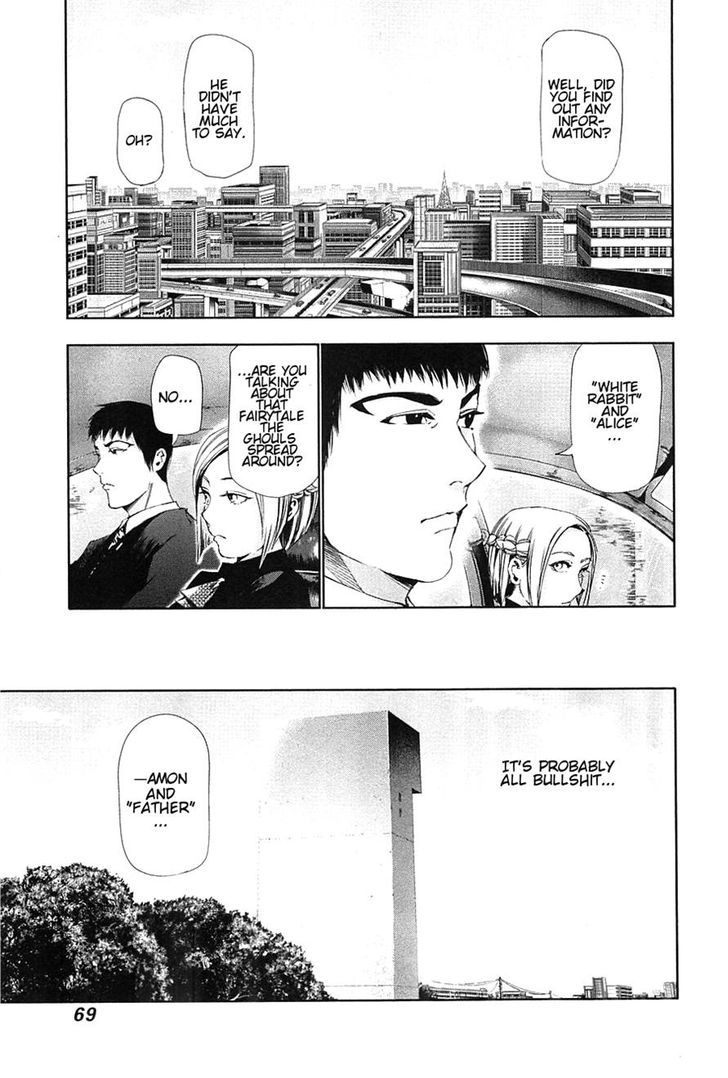 WELL, DID
YOU FIND
OUT ANY
INFOR-
MATION?
HE
DIDN'T
HAVE
MUCH
TO SAY.
OH?
"WHITE
RABBIT"
AND
"ALICE"
...
...ARE YOU
TALKING
ABOUT
THAT
FAIRYTALE
THE
GHOULS
SPREAD
AROUND?
NO...
IT'S PROBABLY
ALL BULLSHIT...
—AMON
AND
"FATHER"
...
69